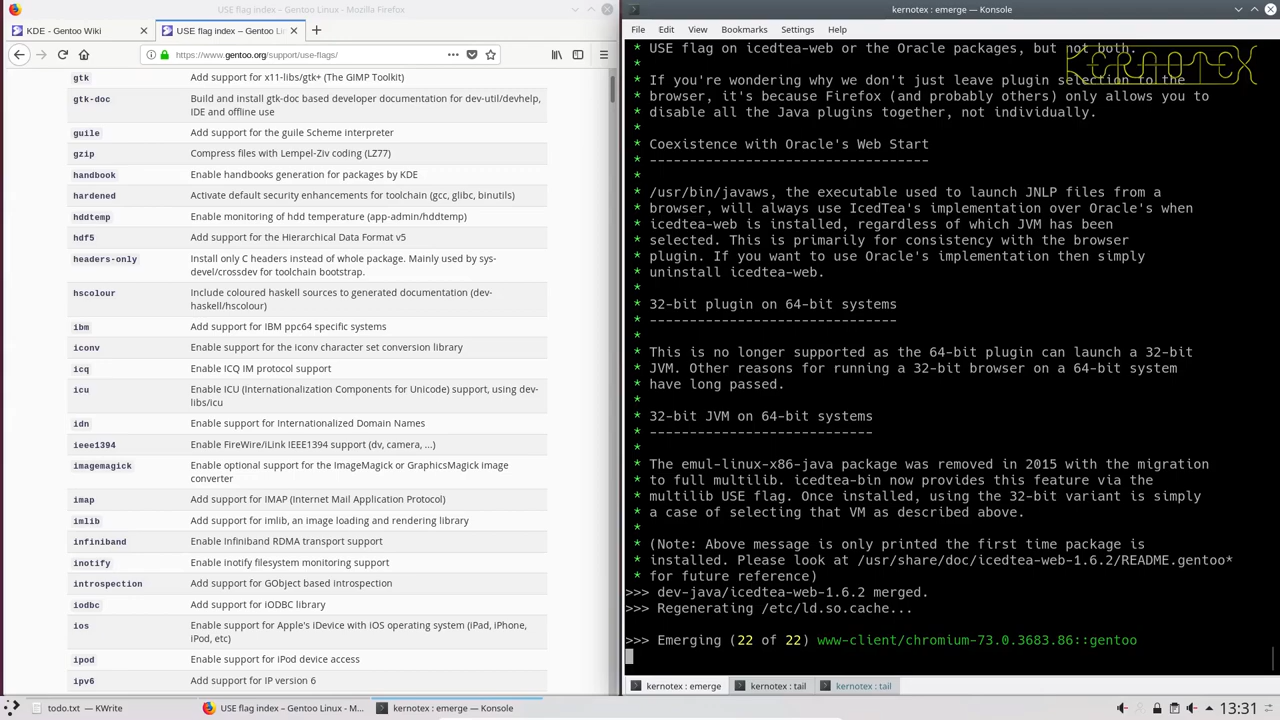 USE flag index – Gentoo Linux - Mozilla Firefox
KDE - Gentoo Wiki
USE flag index – Gentoo Li
https://www.gentoo.org/support/use-flags/
gtk Add support for x11-libs/gtk+ (The GIMP Toolkit)
gtk-doc Build and install gtk-doc based developer documentation for dev-util/devhelp,
IDE and offline use
guile Add support for the guile Scheme interpreter
gzip Compress files with Lempel-Ziv coding (LZ77)
handbook Enable handbooks generation for packages by KDE
hardened Activate default security enhancements for toolchain (gcc, glibc, binutils)
hddtemp Enable monitoring of hdd temperature (app-admin/hddtemp)
hdf5 Add support for the Hierarchical Data Format v5
headers-only Install only C headers instead of whole package. Mainly used by sys-
devel/crossdev for toolchain bootstrap.
hscolour Include coloured haskell sources to generated documentation (dev-
haskell/hscolour)
ibm Add support for IBM ppc64 specific systems
iconv Enable support for the iconv character set conversion library
icq Enable ICQ IM protocol support
icu Enable ICU (Internationalization Components for Unicode) support, using dev-
libs/icu
idn Enable support for Internationalized Domain Names
ieee1394 Enable FireWire/iLink IEEE1394 support (dv, camera, ...)
imagemagick Enable optional support for the ImageMagick or GraphicsMagick image
converter
imap Add support for IMAP (Internet Mail Application Protocol)
imlib Add support for imlib, an image loading and rendering library
infiniband Enable Infiniband RDMA transport support
inotify Enable inotify filesystem monitoring support
introspection Add support for GObject based introspection
iodbc Add support for iODBC library
ios Enable support for Apple's iDevice with iOS operating system (iPad, iPhone,
iPod, etc)
ipod Enable support for iPod device access
ipv6 Add support for IP version 6
kernotex : emerge — Konsole
File Edit View Bookmarks Settings Help
KERNOTEX
* USE flag on icedtea-web or the Oracle packages, but not both.
*
* If you're wondering why we don't just leave plugin selection to the
* browser, it's because Firefox (and probably others) only allows you to
* disable all the Java plugins together, not individually.
*
* Coexistence with Oracle's Web Start
* -----------------------------------
*
* /usr/bin/javaws, the executable used to launch JNLP files from a
* browser, will always use IcedTea's implementation over Oracle's when
* icedtea-web is installed, regardless of which JVM has been
* selected. This is primarily for consistency with the browser
* plugin. If you want to use Oracle's implementation then simply
* uninstall icedtea-web.
*
* 32-bit plugin on 64-bit systems
* -------------------------------
*
* This is no longer supported as the 64-bit plugin can launch a 32-bit
* JVM. Other reasons for running a 32-bit browser on a 64-bit system
* have long passed.
*
* 32-bit JVM on 64-bit systems
* ----------------------------
*
* The emul-linux-x86-java package was removed in 2015 with the migration
* to full multilib. icedtea-bin now provides this feature via the
* multilib USE flag. Once installed, using the 32-bit variant is simply
* a case of selecting that VM as described above.
*
* (Note: Above message is only printed the first time package is
* installed. Please look at /usr/share/doc/icedtea-web-1.6.2/README.gentoo*
* for future reference)
>>> dev-java/icedtea-web-1.6.2 merged.
>>> Regenerating /etc/ld.so.cache...
>>> Emerging (22 of 22) www-client/chromium-73.0.3683.86::gentoo
kernotex : emerge
kernotex : tail
kernotex : tail
todo.txt — KWrite
USE flag index – Gentoo Linux - M...
kernotex : emerge — Konsole
13:31